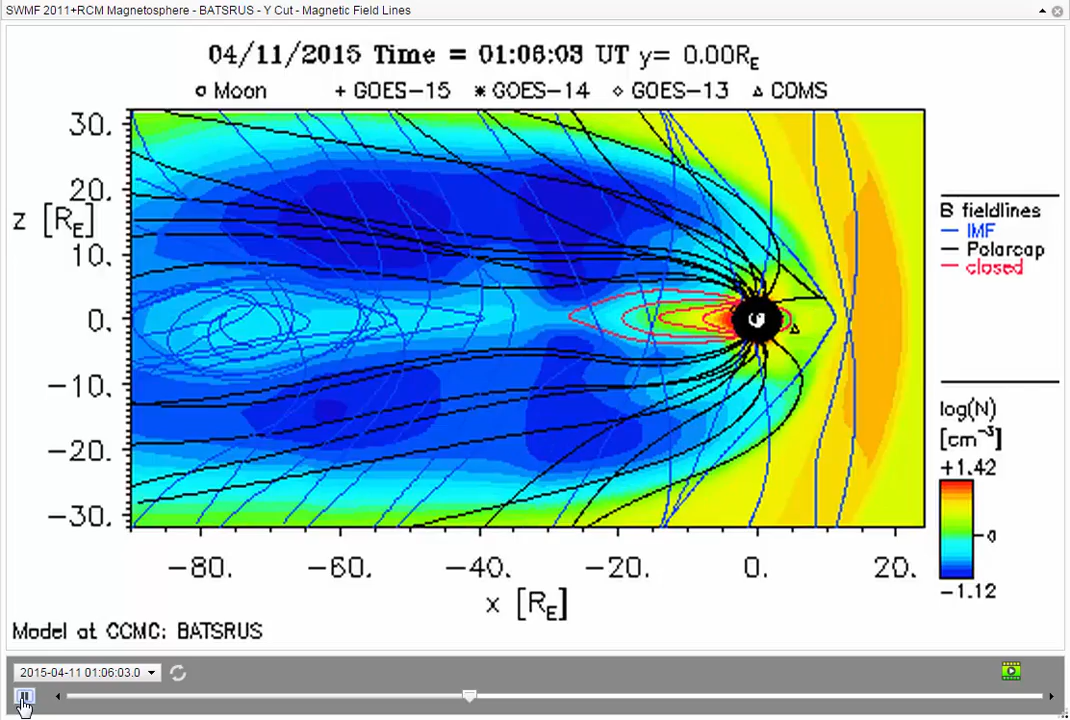 SWMF 2011+RCM Magnetosphere - BATSRUS - Y Cut - Magnetic Field Lines
04/11/2015 Time = 01:06:03 UT y= 0.00R_E
Moon + GOES-15 ✱ GOES-14 ◇ GOES-13 △ COMS
30.
20.
z [R_E]
10.
0.
-10.
-20.
-30.
-80. -60. -40. -20. 0. 20.
x [R_E]
B fieldlines
IMF
Polarcap
closed
log(N)
[cm⁻³]
+1.42
0
-1.12
Model at CCMC: BATSRUS
2015-04-11 01:06:03.0